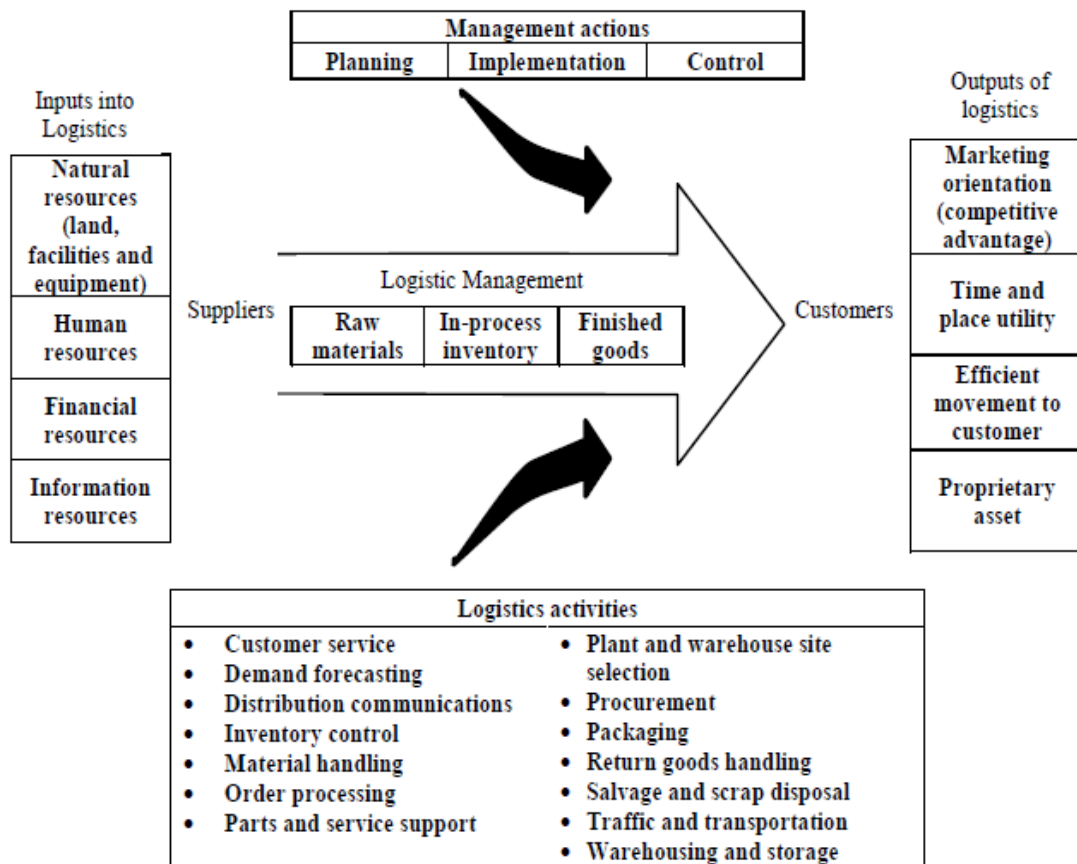 Management actions
Planning
Implementation
Control
Inputs into
Logistics
Natural
resources
(land,
facilities and
equipment)
Human
resources
Financial
resources
Information
resources
Suppliers
Logistic Management
Raw
materials
In-process
inventory
Finished
goods
Customers
Outputs of
logistics
Marketing
orientation
(competitive
advantage)
Time and
place utility
Efficient
movement to
customer
Proprietary
asset
Logistics activities
• Customer service
• Demand forecasting
• Distribution communications
• Inventory control
• Material handling
• Order processing
• Parts and service support
• Plant and warehouse site
selection
• Procurement
• Packaging
• Return goods handling
• Salvage and scrap disposal
• Traffic and transportation
• Warehousing and storage